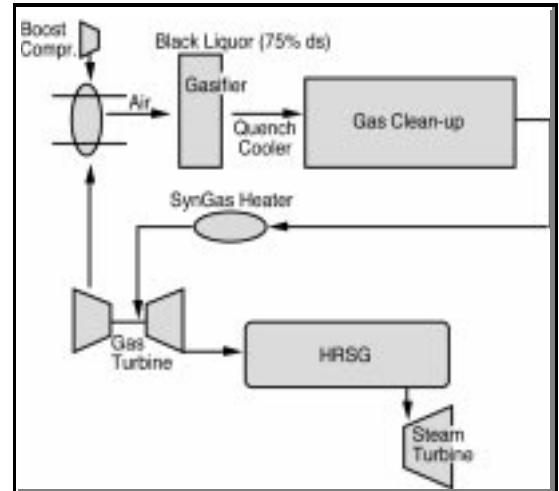 Boost
Compr.
Black Liquor (75% ds)
Gasifier
Air
Quench
Cooler
Gas Clean-up
SynGas Heater
Gas
Turbine
HRSG
Steam
Turbine